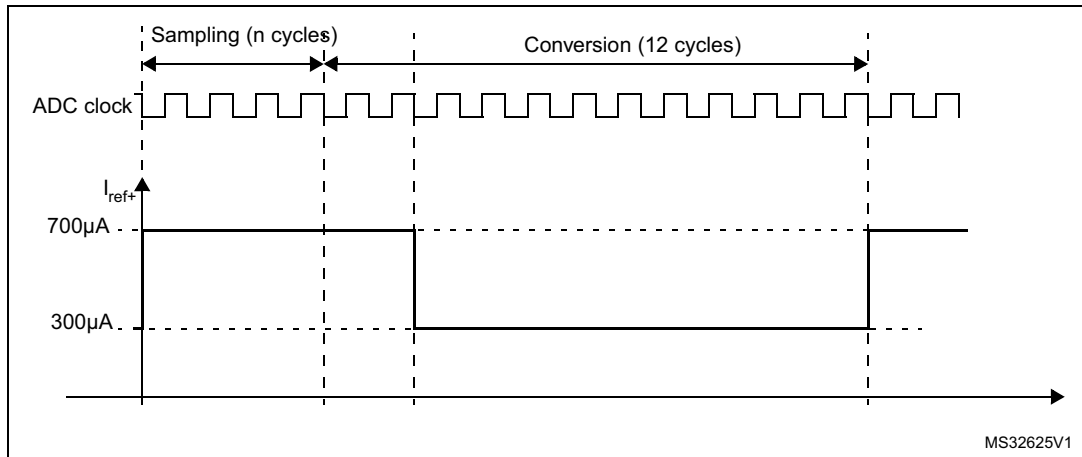 Sampling (n cycles)
Conversion (12 cycles)
ADC clock
Iref+
700µA
300µA
MS32625V1